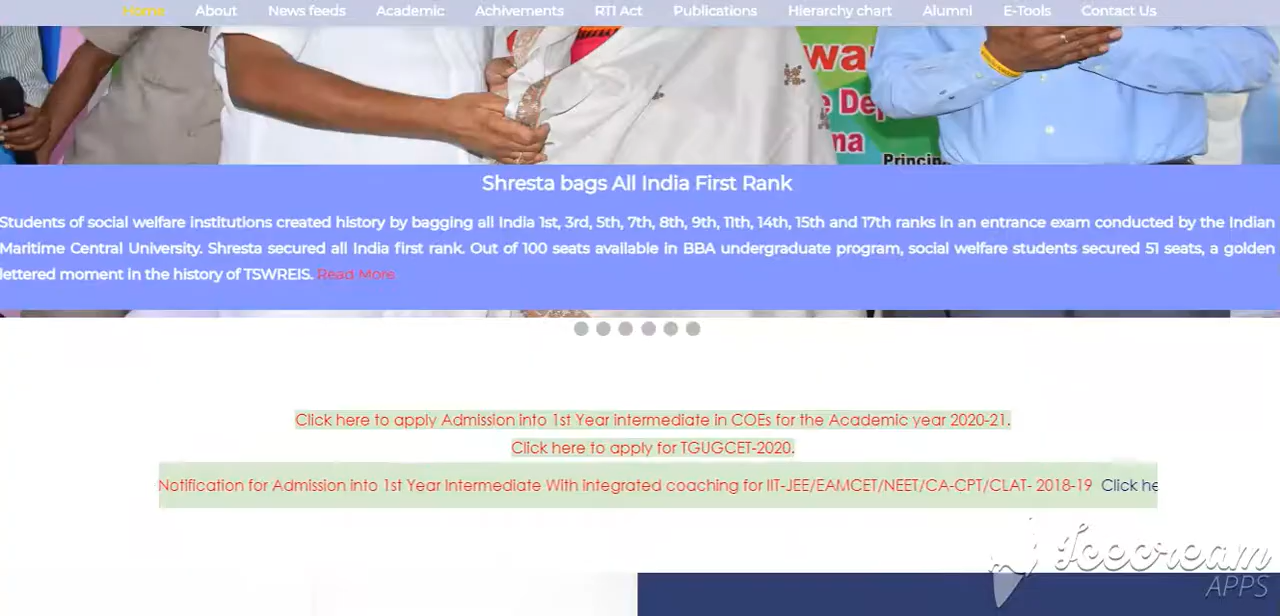 Home About News feeds Academic Achivements RTI Act Publications Hierarchy chart Alumni E-Tools Contact Us
Princip
Shresta bags All India First Rank
Students of social welfare institutions created history by bagging all India 1st, 3rd, 5th, 7th, 8th, 9th, 11th, 14th, 15th and 17th ranks in an entrance exam conducted by the Indian
Maritime Central University. Shresta secured all India first rank. Out of 100 seats available in BBA undergraduate program, social welfare students secured 51 seats, a golden
lettered moment in the history of TSWREIS. Read More
Click here to apply Admission into 1st Year intermediate in COEs for the Academic year 2020-21.
Click here to apply for TGUGCET-2020.
Notification for Admission into 1st Year Intermediate With integrated coaching for IIT-JEE/EAMCET/NEET/CA-CPT/CLAT- 2018-19 Click he
Icecream
APPS